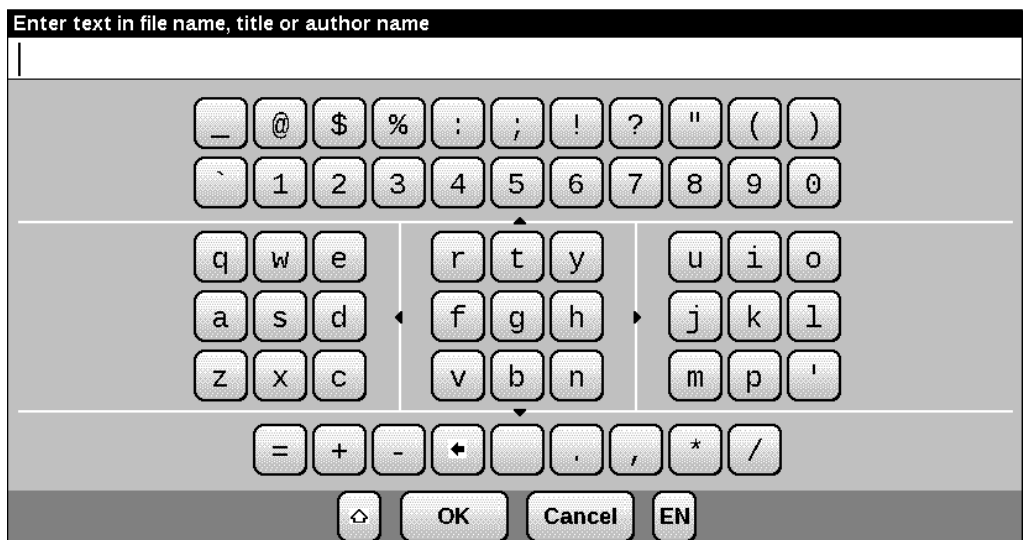 Enter text in file name, title or author name
_ @ $ % : ; ! ? " ( )
` 1 2 3 4 5 6 7 8 9 0
q w e r t y u i o
a s d f g h j k l
z x c v b n m p '
= + - . , * /
OK Cancel EN